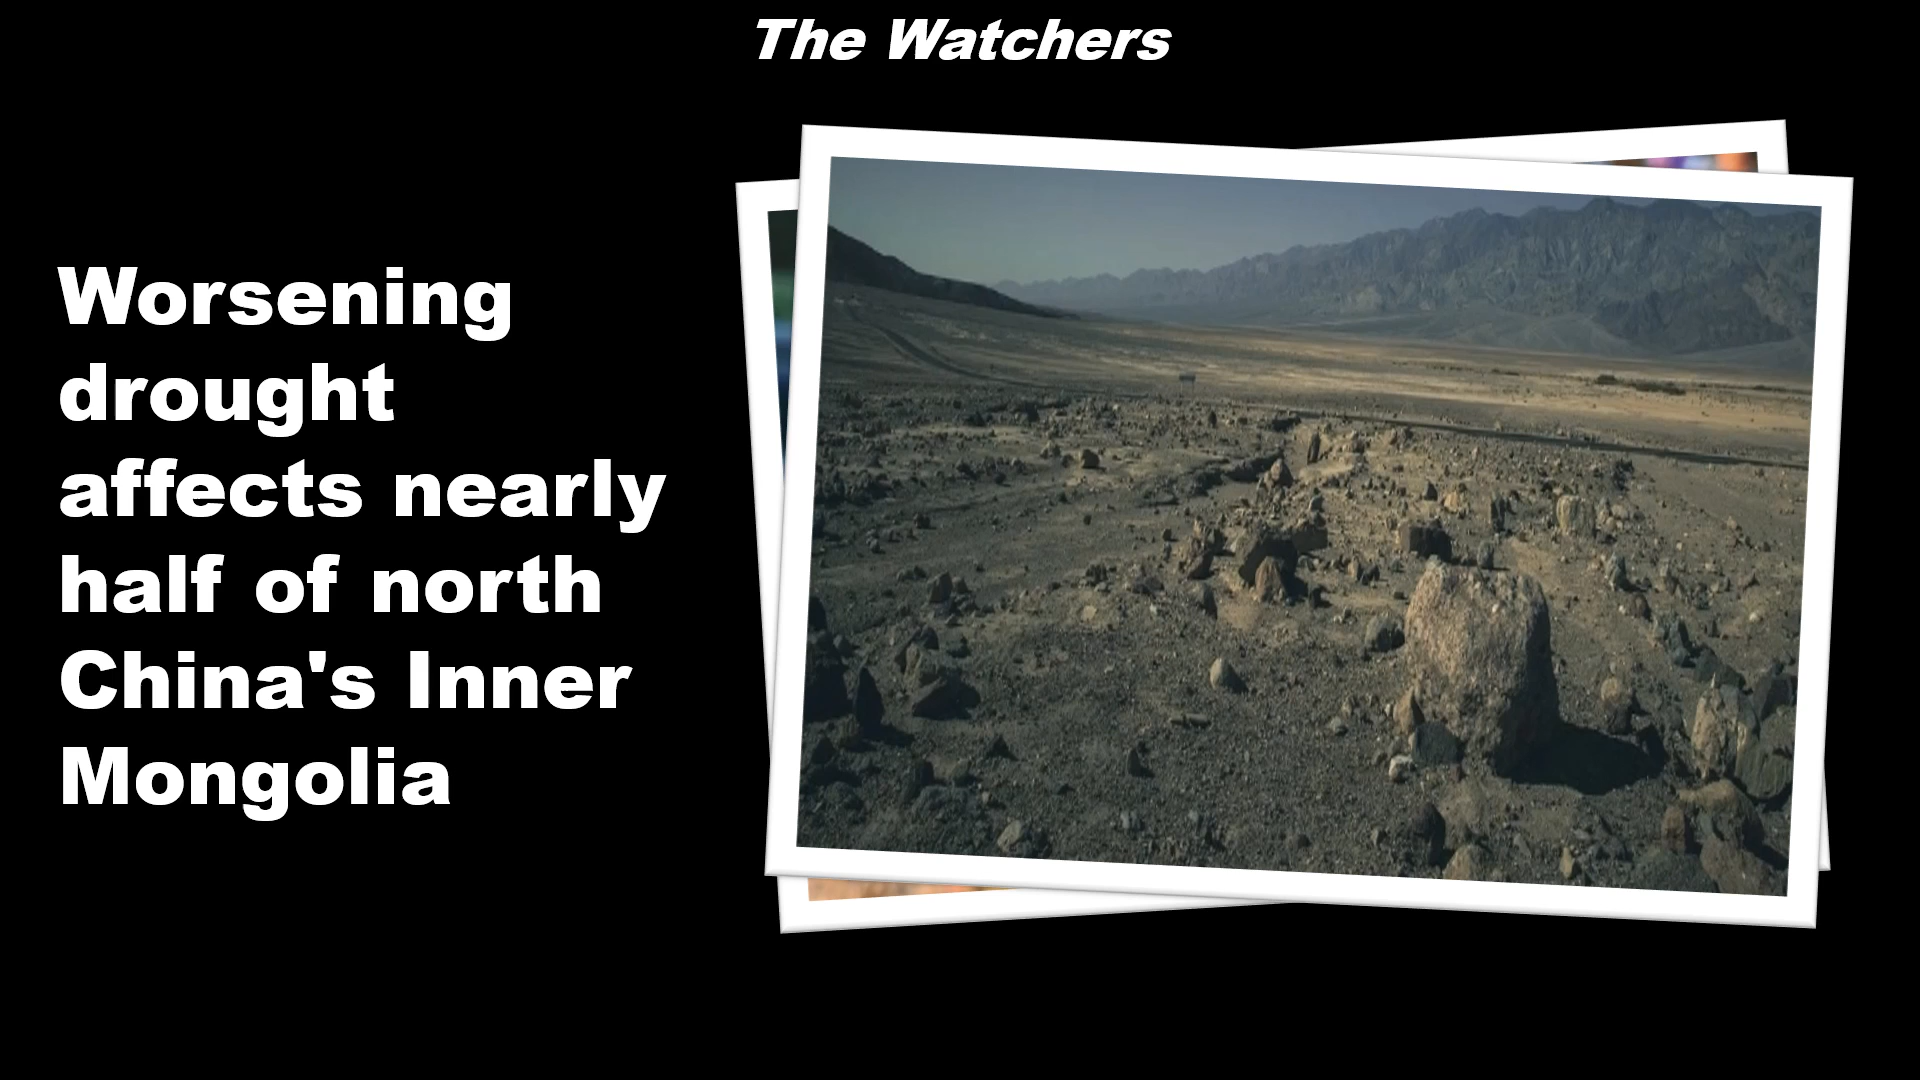 The Watchers
Worsening
drought
affects nearly
half of north
China's Inner
Mongolia